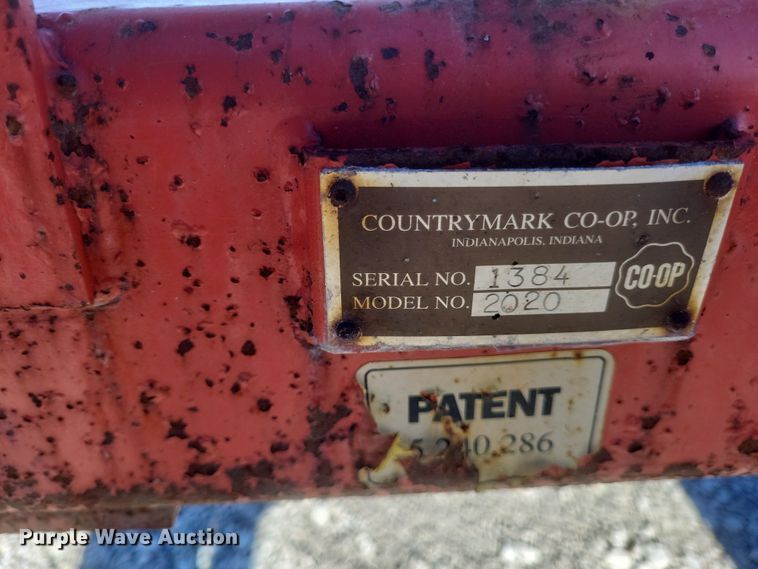 COUNTRYMARK CO-OP, INC.
INDIANAPOLIS, INDIANA
SERIAL NO. 1384
MODEL NO. 2020
CO-OP
PATENT
5 240 286
Purple Wave Auction